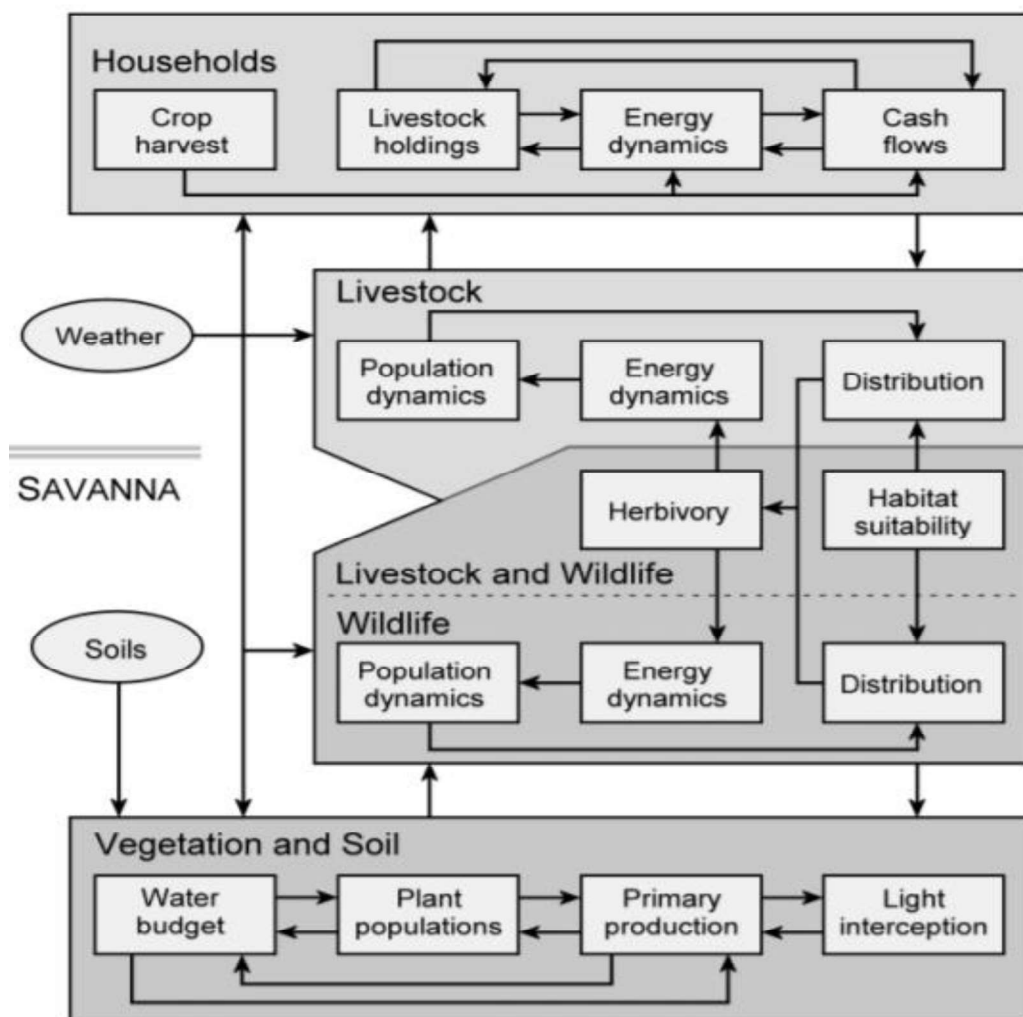 Households
Crop
harvest
Livestock
holdings
Energy
dynamics
Cash
flows
Livestock
Weather
Population
dynamics
Energy
dynamics
Distribution
SAVANNA
Herbivory
Habitat
suitability
Livestock and Wildlife
Wildlife
Soils
Population
dynamics
Energy
dynamics
Distribution
Vegetation and Soil
Water
budget
Plant
populations
Primary
production
Light
interception